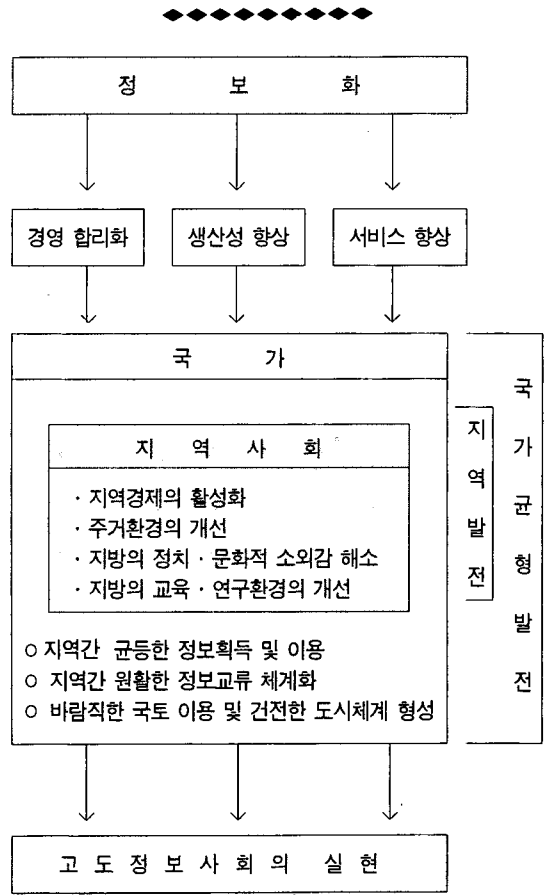 정 보 화
경영 합리화 생산성 향상 서비스 향상
국 가
지 역 사 회
· 지역경제의 활성화
· 주거환경의 개선
· 지방의 정치 · 문화적 소외감 해소
· 지방의 교육 · 연구환경의 개선
○ 지역간 균등한 정보획득 및 이용
○ 지역간 원활한 정보교류 체계화
○ 바람직한 국토 이용 및 건전한 도시체계 형성
지역발전
국가균형발전
고 도 정 보 사 회 의 실 현